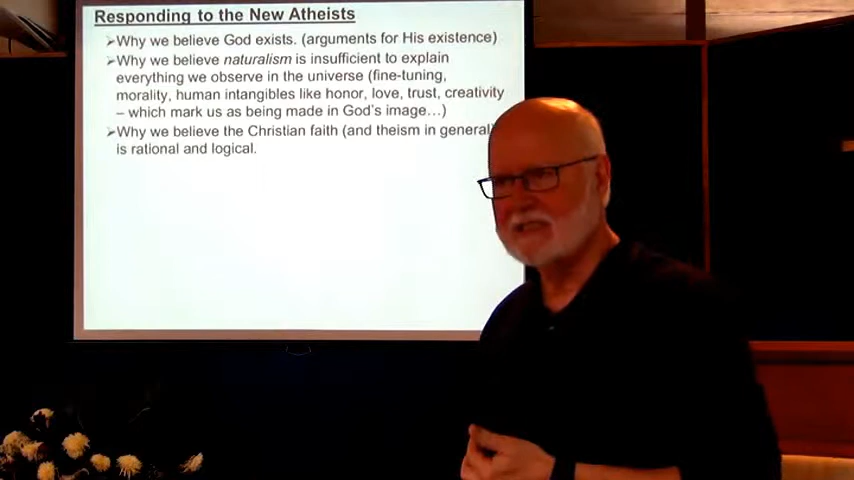 Responding to the New Atheists
➢Why we believe God exists. (arguments for His existence)
➢Why we believe naturalism is insufficient to explain
everything we observe in the universe (fine-tuning,
morality, human intangibles like honor, love, trust, creativity
– which mark us as being made in God's image…)
➢Why we believe the Christian faith (and theism in general)
is rational and logical.